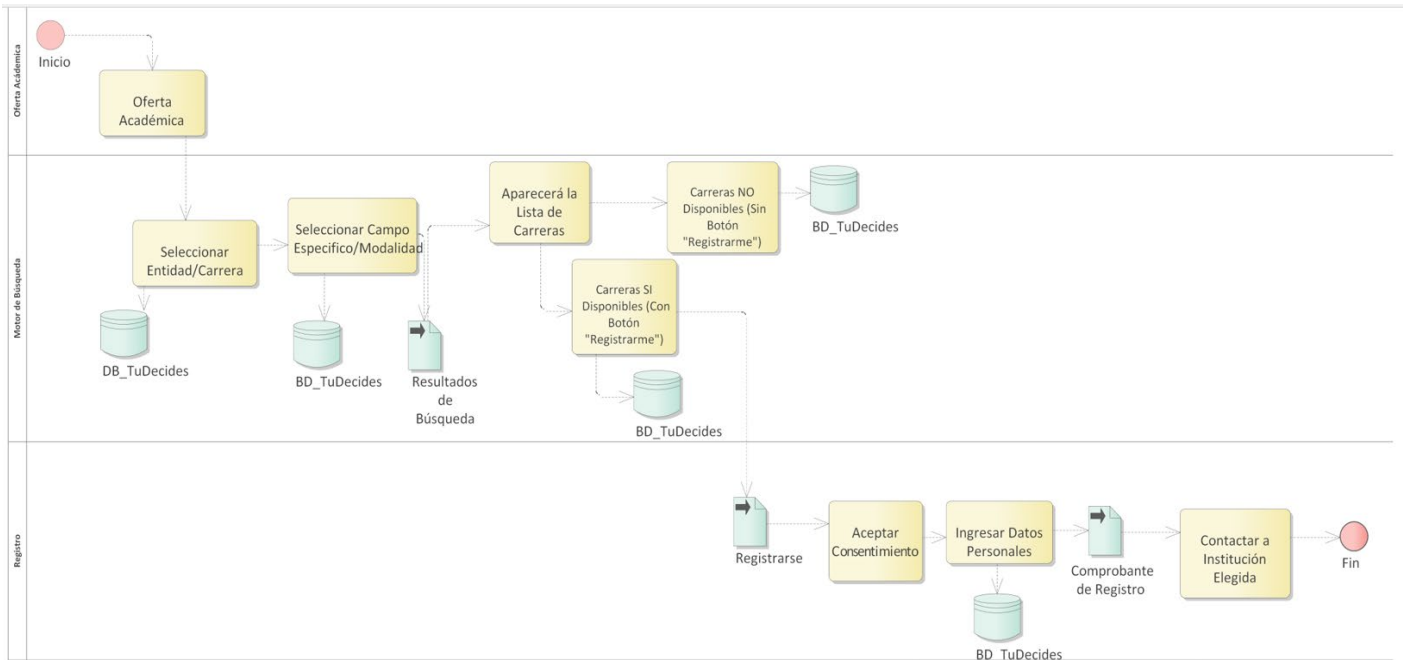 Oferta Académica
Inicio
Oferta
Académica
Motor de Búsqueda
Seleccionar
Entidad/Carrera
DB_TuDecides
Seleccionar Campo
Especifico/Modalidad
BD_TuDecides
Resultados
de
Búsqueda
Aparecerá la
Lista de
Carreras
Carreras NO
Disponibles (Sin
Botón
"Registrarme")
BD_TuDecides
Carreras SI
Disponibles (Con
Botón
"Registrarme")
BD_TuDecides
Registro
Registrarse
Aceptar
Consentimiento
Ingresar Datos
Personales
BD_TuDecides
Comprobante
de Registro
Contactar a
Institución
Elegida
Fin